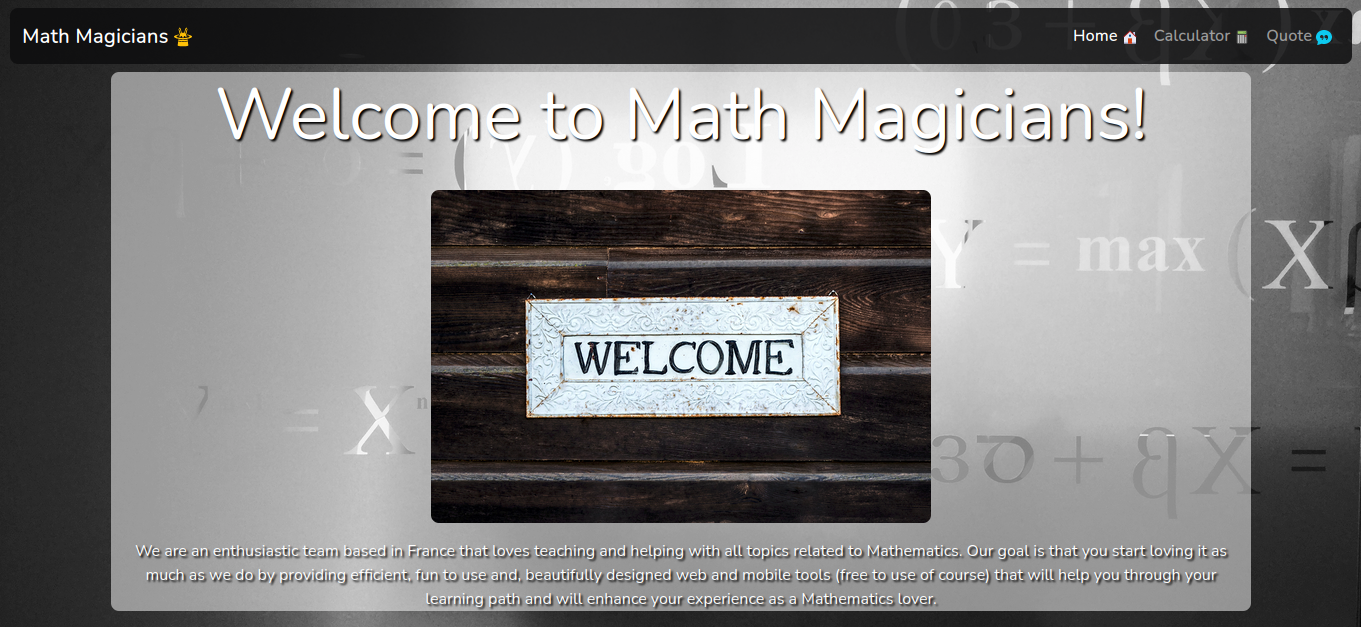 Math Magicians
Home
Calculator
Quote
Welcome to Math Magicians!
Y = max (X
X n
=
WELCOME
We are an enthusiastic team based in France that loves teaching and helping with all topics related to Mathematics. Our goal is that you start loving it as
much as we do by providing efficient, fun to use and, beautifully designed web and mobile tools (free to use of course) that will help you through your
learning path and will enhance your experience as a Mathematics lover.